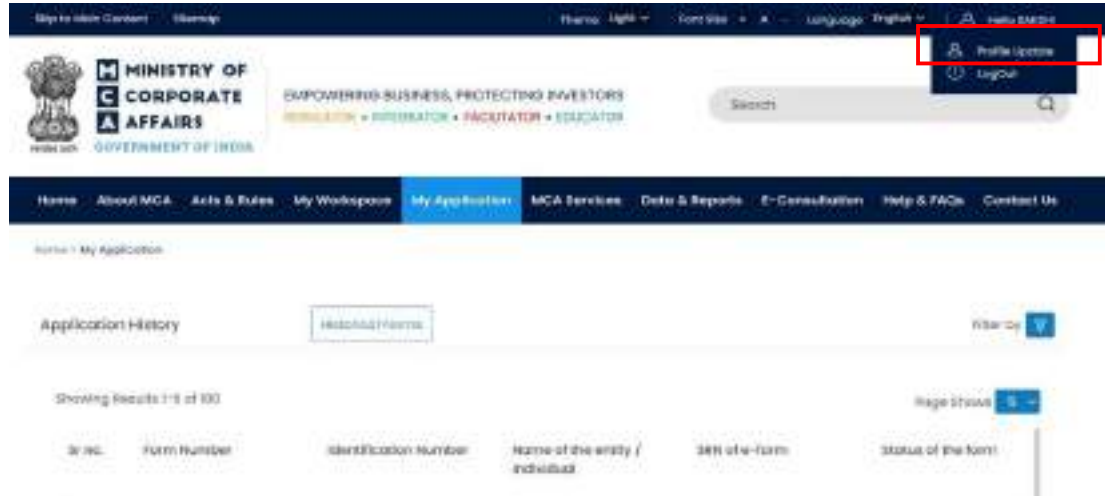 Skip to Main Content Sitemap Theme Light Font Size + A - Language English Hello SAKSHI
Profile Update
Logout
MINISTRY OF
CORPORATE
AFFAIRS
GOVERNMENT OF INDIA
EMPOWERING BUSINESS, PROTECTING INVESTORS
REGULATOR • INTEGRATOR • FACILITATOR • EDUCATOR
Search
Home About MCA Acts & Rules My Workspace My Application MCA Services Data & Reports E-Consultation Help & FAQs Contact Us
Home > My Application
Application History Historical Forms Filter by
Showing Results 1-5 of 100 Page Shows 5
Sr no. Form Number Identification Number Name of the entity / individual SRN of e-form Status of the form